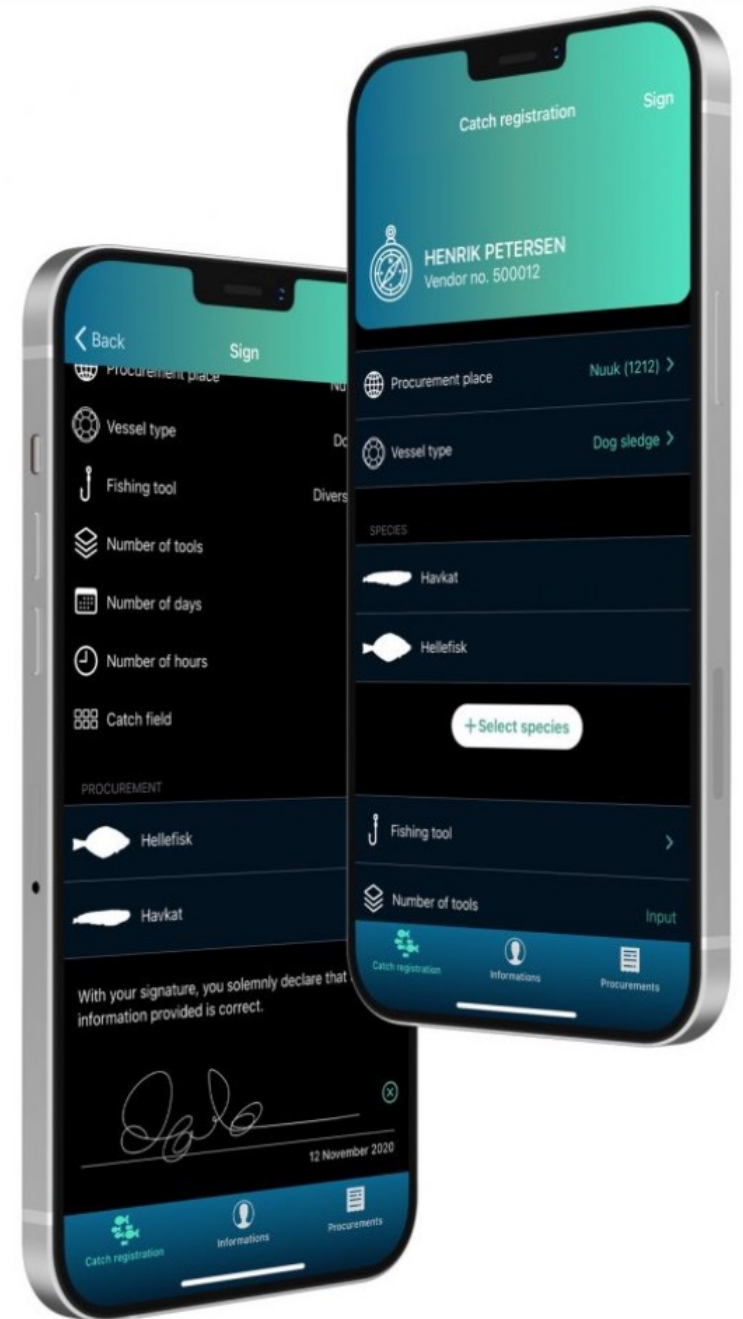 Catch registration
Sign
HENRIK PETERSEN
Vendor no. 500012
Procurement place
Nuuk (1212)
Vessel type
Dog sledge
SPECIES
Havkat
Hellefisk
+ Select species
Fishing tool
Number of tools
Input
Catch registration
Informations
Procurements
Back
Sign
Procurement place
Vessel type
Fishing tool
Number of tools
Number of days
Number of hours
Catch field
PROCUREMENT
Hellefisk
Havkat
With your signature, you solemnly declare that
information provided is correct.
12 November 2020
Catch registration
Informations
Procurements